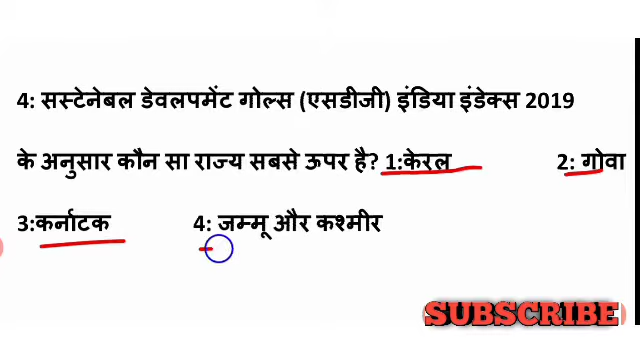 4: सस्टेनेबल डेवलपमेंट गोल्स (एसडीजी) इंडिया इंडेक्स 2019
के अनुसार कौन सा राज्य सबसे ऊपर है? 1:केरल 2: गोवा
3:कर्नाटक 4: जम्मू और कश्मीर
SUBSCRIBE